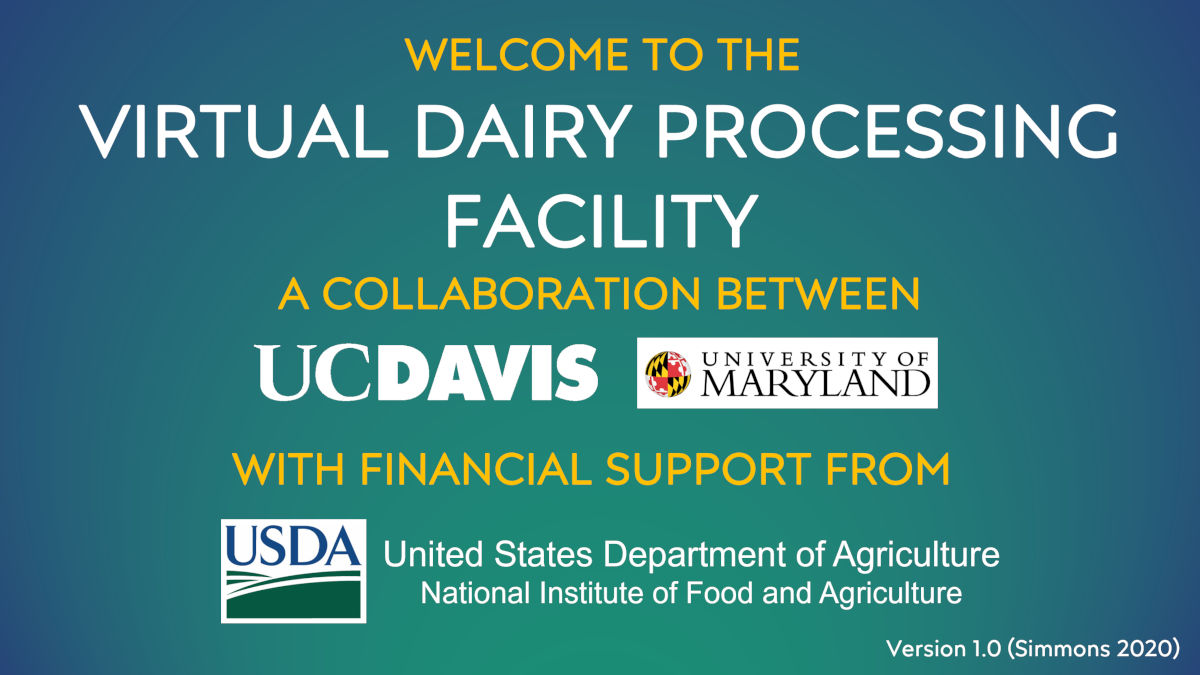 WELCOME TO THE
VIRTUAL DAIRY PROCESSING
FACILITY
A COLLABORATION BETWEEN
UCDAVIS
UNIVERSITY OF
MARYLAND
WITH FINANCIAL SUPPORT FROM
USDA
United States Department of Agriculture
National Institute of Food and Agriculture
Version 1.0 (Simmons 2020)